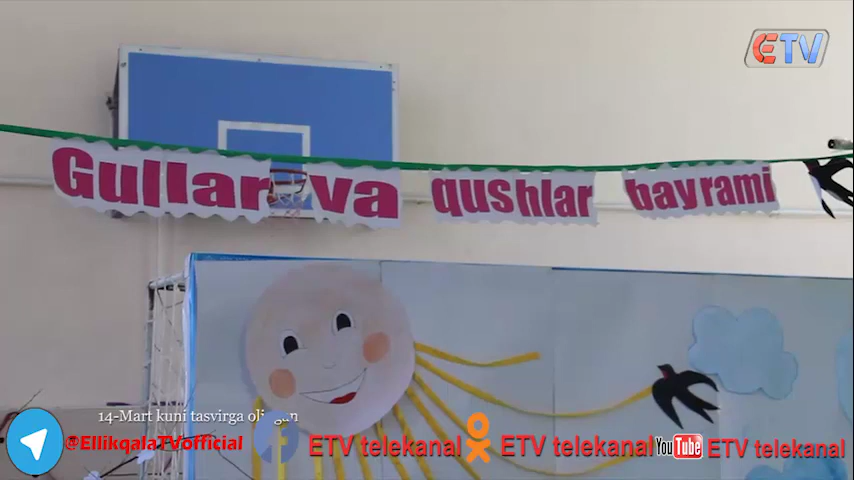 ETV
Gullar va qushlar bayrami
14-Mart kuni tasvirga olingan
@EllikqalaTVofficial
ETV telekanal
ETV telekanal
YouTube
ETV telekanal